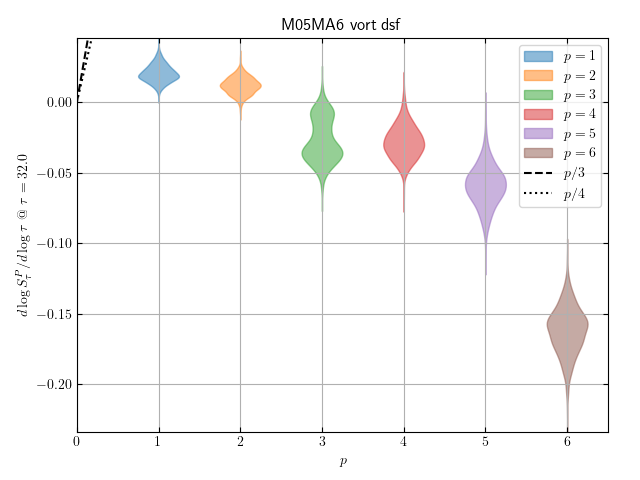 M05MA6 vort dsf
d log S_τ^P / d log τ @ τ = 32.0
0.00
−0.05
−0.10
−0.15
−0.20
0 1 2 3 4 5 6
p
p = 1
p = 2
p = 3
p = 4
p = 5
p = 6
p/3
p/4